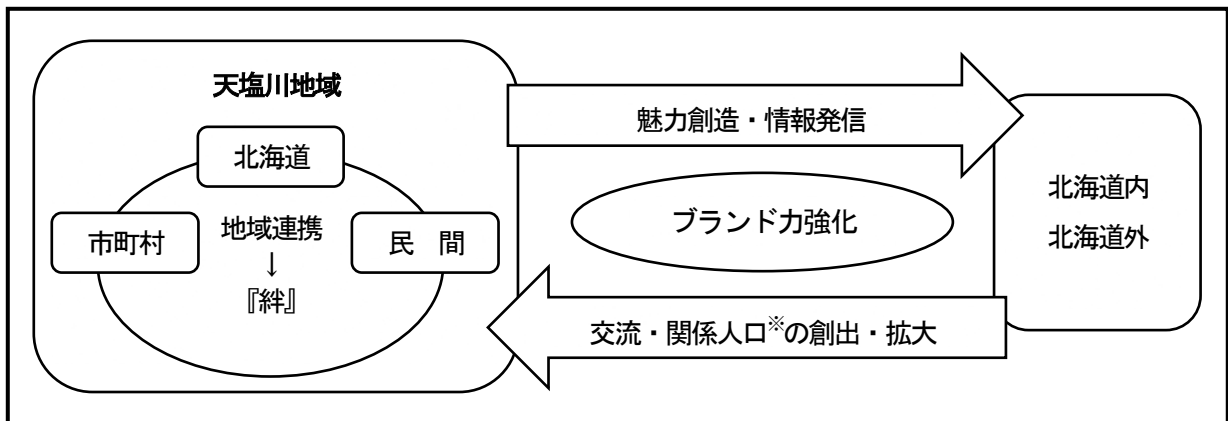 天塩川地域
北海道
市町村
地域連携
↓
『絆』
民　間
魅力創造・情報発信
ブランド力強化
交流・関係人口※の創出・拡大
北海道内
北海道外